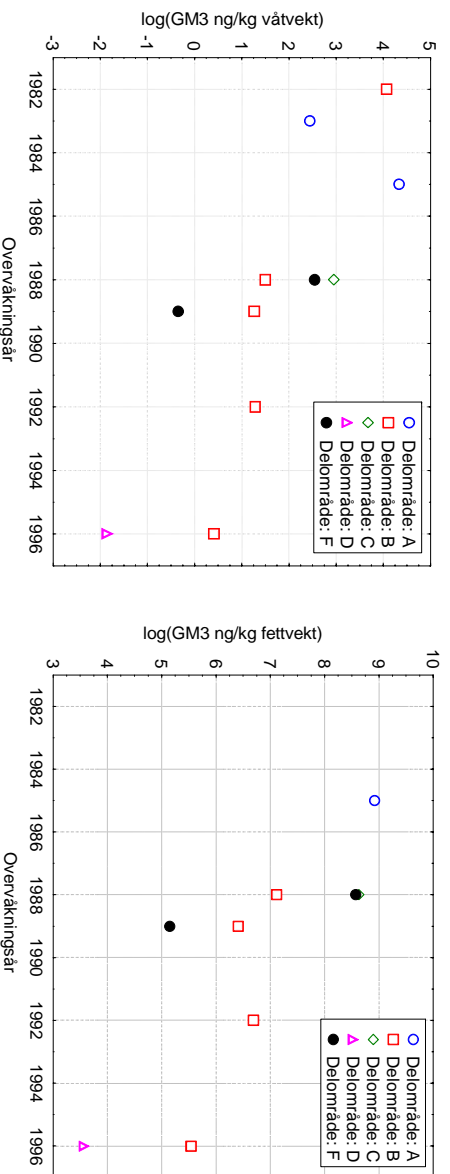 log(GM3 ng/kg våtvekt)
5
4
3
2
1
0
-1
-2
-3
1982
1984
1986
1988
1990
1992
1994
1996
Overvåkningsår
Delområde: A
Delområde: B
Delområde: C
Delområde: D
Delområde: F
log(GM3 ng/kg fettvekt)
10
9
8
7
6
5
4
3
1982
1984
1986
1988
1990
1992
1994
1996
Overvåkningsår
Delområde: A
Delområde: B
Delområde: C
Delområde: D
Delområde: F